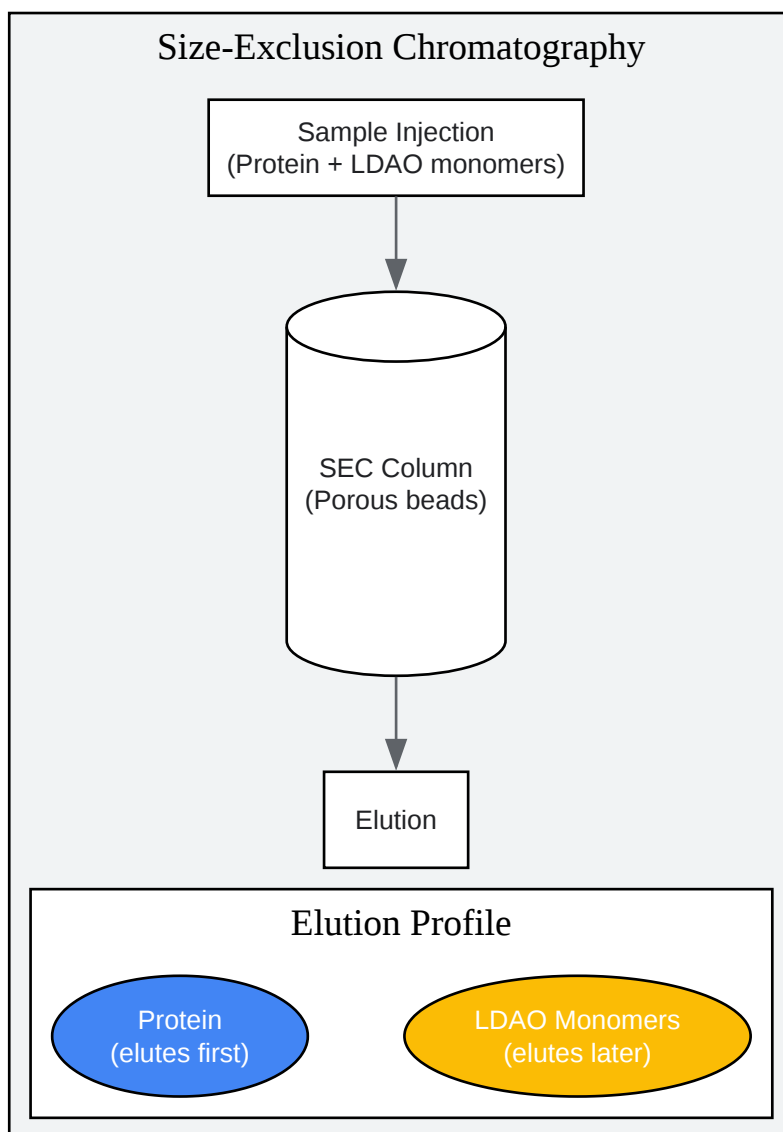 Size-Exclusion Chromatography
Sample Injection
(Protein + LDAO monomers)
SEC Column
(Porous beads)
Elution
Elution Profile
Protein
(elutes first)
LDAO Monomers
(elutes later)